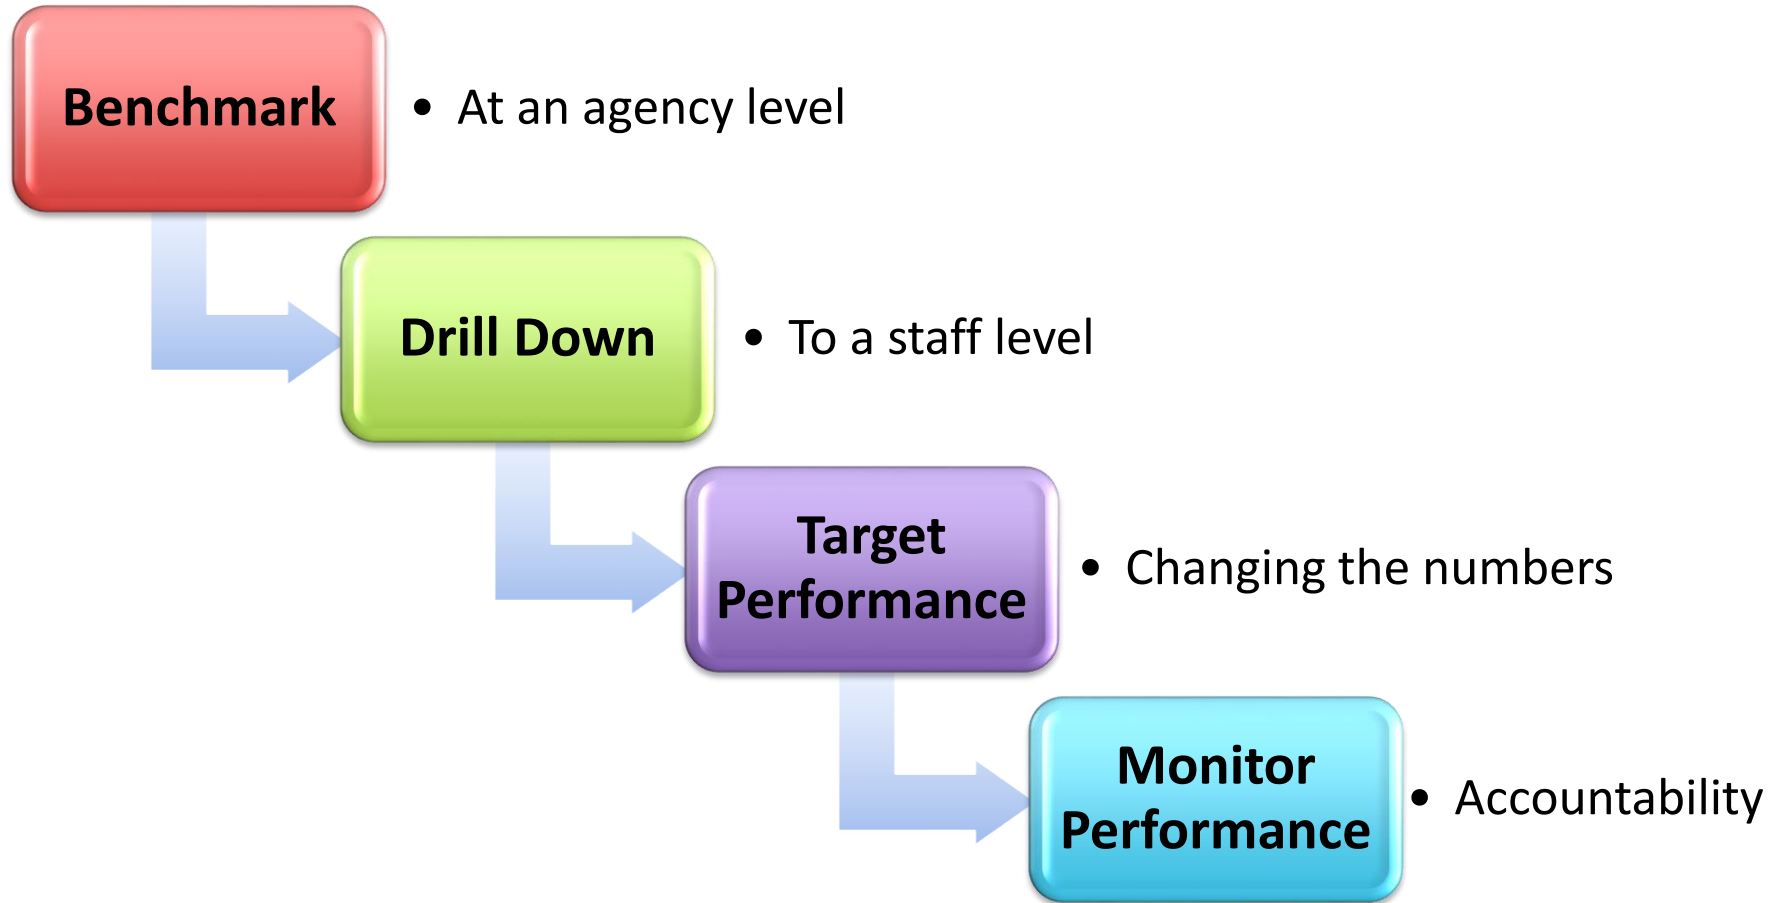 Benchmark
• At an agency level
Drill Down
• To a staff level
Target
Performance
• Changing the numbers
Monitor
Performance
• Accountability